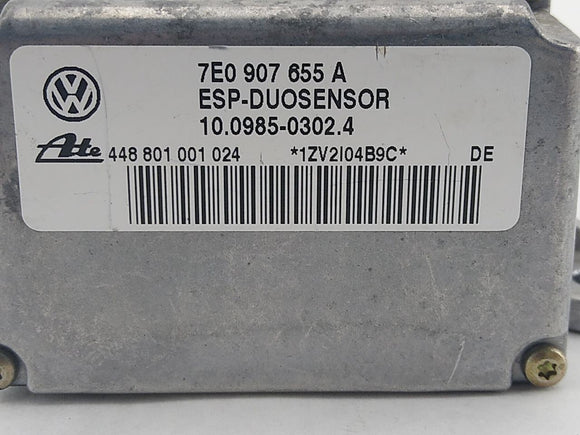 7E0 907 655 A
ESP-DUOSENSOR
10.0985-0302.4
Ate 448 801 001 024 *1ZV2I04B9C* DE